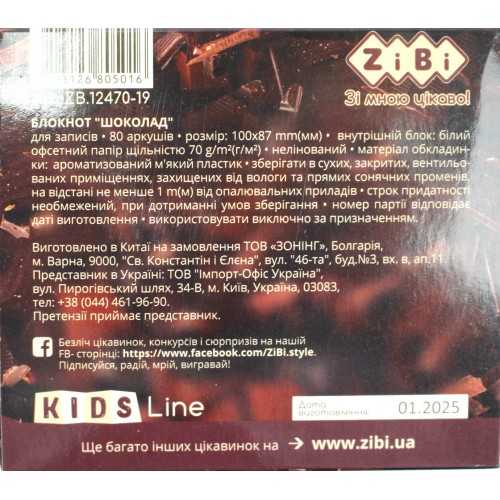 126 805016
ZB.12470-19
ZiBi
Зі мною цікаво!
БЛОКНОТ "ШОКОЛАД"
для записів • 80 аркушів • розмір: 100x87 mm(мм) • внутрішній блок: білий
офсетний папір щільністю 70 g/m²(г/м²) • нелінований • матеріал обкладин-
ки: ароматизований м'який пластик • зберігати в сухих, закритих, вентильо-
ваних приміщеннях, захищених від вологи та прямих сонячних променів,
на відстані не менше 1 m(м) від опалювальних приладів • строк придатності
необмежений, при дотриманні умов зберігання • номер партії відповідає
даті виготовлення • використовувати виключно за призначенням.
Виготовлено в Китаї на замовлення ТОВ «ЗОНІНГ», Болгарія,
м. Варна, 9000, "Св. Константін і Єлєна", вул. "46-та", буд.№3, вх. в, ап.11.
Представник в Україні: ТОВ "Імпорт-Офіс Україна",
вул. Пирогівський шлях, 34-В, м. Київ, Україна, 03083,
тел: +38 (044) 461-96-90.
Претензії приймає представник.
Безліч цікавинок, конкурсів і сюрпризів на нашій
FB- сторінці: https://www.facebook.com/ZiBi.style.
Підписуйся, радій, мрій, вигравай!
KIDS Line
Дата
виготовлення: 01.2025
Ще багато інших цікавинок на → www.zibi.ua